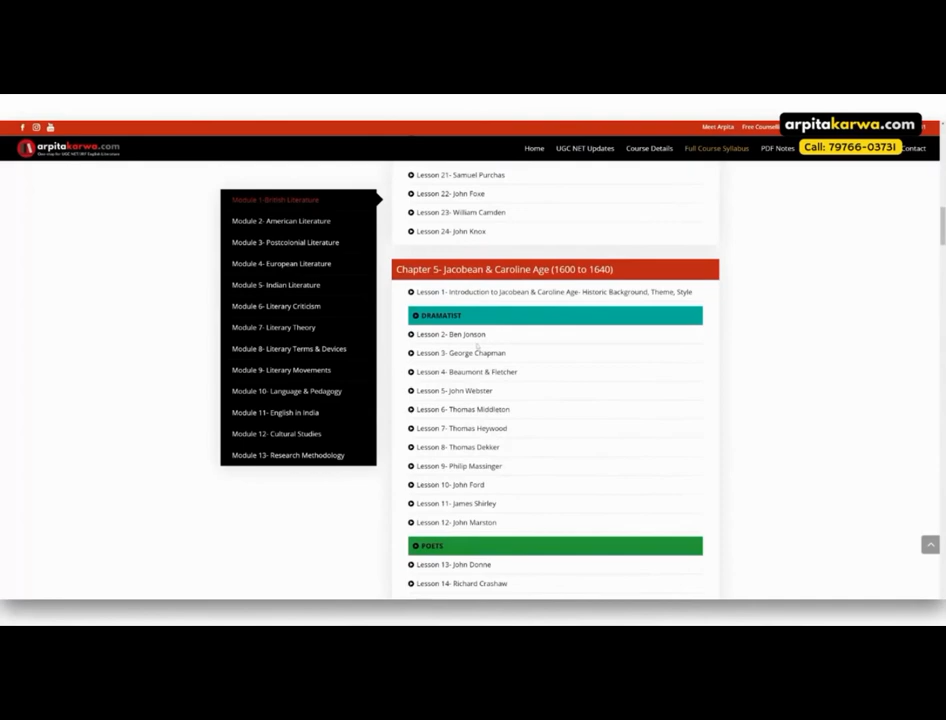 arpitakarwa.com
Meet Arpita
Free Counselli
Call: 79766-03731
arpitakarwa.com
Home
UGC NET Updates
Course Details
Full Course Syllabus
PDF Notes
Contact
Module 1-British Literature
Module 2- American Literature
Module 3- Postcolonial Literature
Module 4- European Literature
Module 5- Indian Literature
Module 6- Literary Criticism
Module 7- Literary Theory
Module 8- Literary Terms & Devices
Module 9- Literary Movements
Module 10- Language & Pedagogy
Module 11- English in India
Module 12- Cultural Studies
Module 13- Research Methodology
Lesson 21- Samuel Purchas
Lesson 22- John Foxe
Lesson 23- William Camden
Lesson 24- John Knox
Chapter 5- Jacobean & Caroline Age (1600 to 1640)
Lesson 1- Introduction to Jacobean & Caroline Age- Historic Background, Theme, Style
DRAMATIST
Lesson 2- Ben Jonson
Lesson 3- George Chapman
Lesson 4- Beaumont & Fletcher
Lesson 5- John Webster
Lesson 6- Thomas Middleton
Lesson 7- Thomas Heywood
Lesson 8- Thomas Dekker
Lesson 9- Philip Massinger
Lesson 10- John Ford
Lesson 11- James Shirley
Lesson 12- John Marston
POETS
Lesson 13- John Donne
Lesson 14- Richard Crashaw